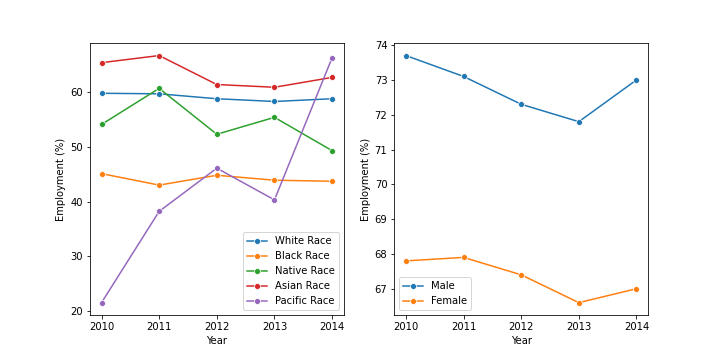 60
50
40
30
20
Employment (%)
2010 2011 2012 2013 2014
Year
White Race
Black Race
Native Race
Asian Race
Pacific Race
74
73
72
71
70
69
68
67
Employment (%)
2010 2011 2012 2013 2014
Year
Male
Female